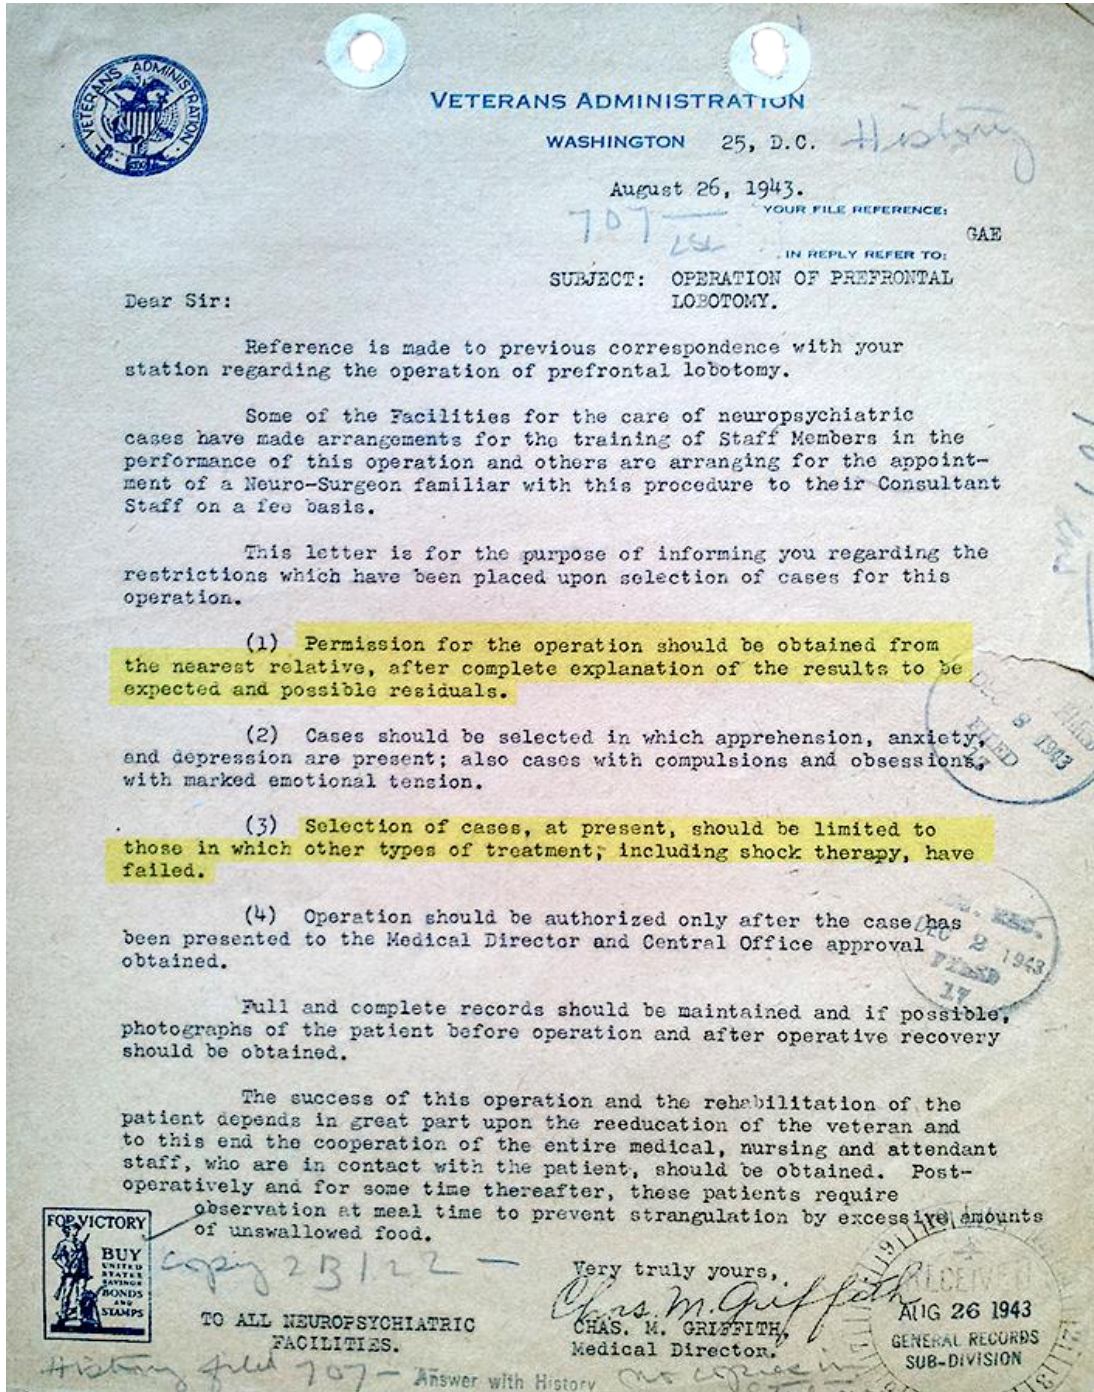 VETERANS ADMINISTRATION
VETERANS ADMINISTRATION
WASHINGTON 25, D.C.
History
August 26, 1943.
YOUR FILE REFERENCE:
707
GAE
IN REPLY REFER TO:
SUBJECT: OPERATION OF PREFRONTAL
LOBOTOMY.
Dear Sir:
Reference is made to previous correspondence with your
station regarding the operation of prefrontal lobotomy.
Some of the Facilities for the care of neuropsychiatric
cases have made arrangements for the training of Staff Members in the
performance of this operation and others are arranging for the appoint-
ment of a Neuro-Surgeon familiar with this procedure to their Consultant
Staff on a fee basis.
This letter is for the purpose of informing you regarding the
restrictions which have been placed upon selection of cases for this
operation.
(1) Permission for the operation should be obtained from
the nearest relative, after complete explanation of the results to be
expected and possible residuals.
DEC 8 1943
FILED
(2) Cases should be selected in which apprehension, anxiety,
and depression are present; also cases with compulsions and obsessions,
with marked emotional tension.
(3) Selection of cases, at present, should be limited to
those in which other types of treatment, including shock therapy, have
failed.
(4) Operation should be authorized only after the case has
been presented to the Medical Director and Central Office approval
obtained.
DEC 2 1943
FILED
17
Full and complete records should be maintained and if possible,
photographs of the patient before operation and after operative recovery
should be obtained.
The success of this operation and the rehabilitation of the
patient depends in great part upon the reeducation of the veteran and
to this end the cooperation of the entire medical, nursing and attendant
staff, who are in contact with the patient, should be obtained. Post-
operatively and for some time thereafter, these patients require
observation at meal time to prevent strangulation by excessive amounts
of unswallowed food.
FOR VICTORY
BUY
UNITED
STATES
SAVINGS
BONDS
AND
STAMPS
copy 2B122-
Very truly yours,
Chas. M. Griffith
CHAS. M. GRIFFITH,
Medical Director.
TO ALL NEUROPSYCHIATRIC
FACILITIES.
RECEIVED
AUG 26 1943
GENERAL RECORDS
SUB-DIVISION
History filed 707-
Answer with History
no copies in